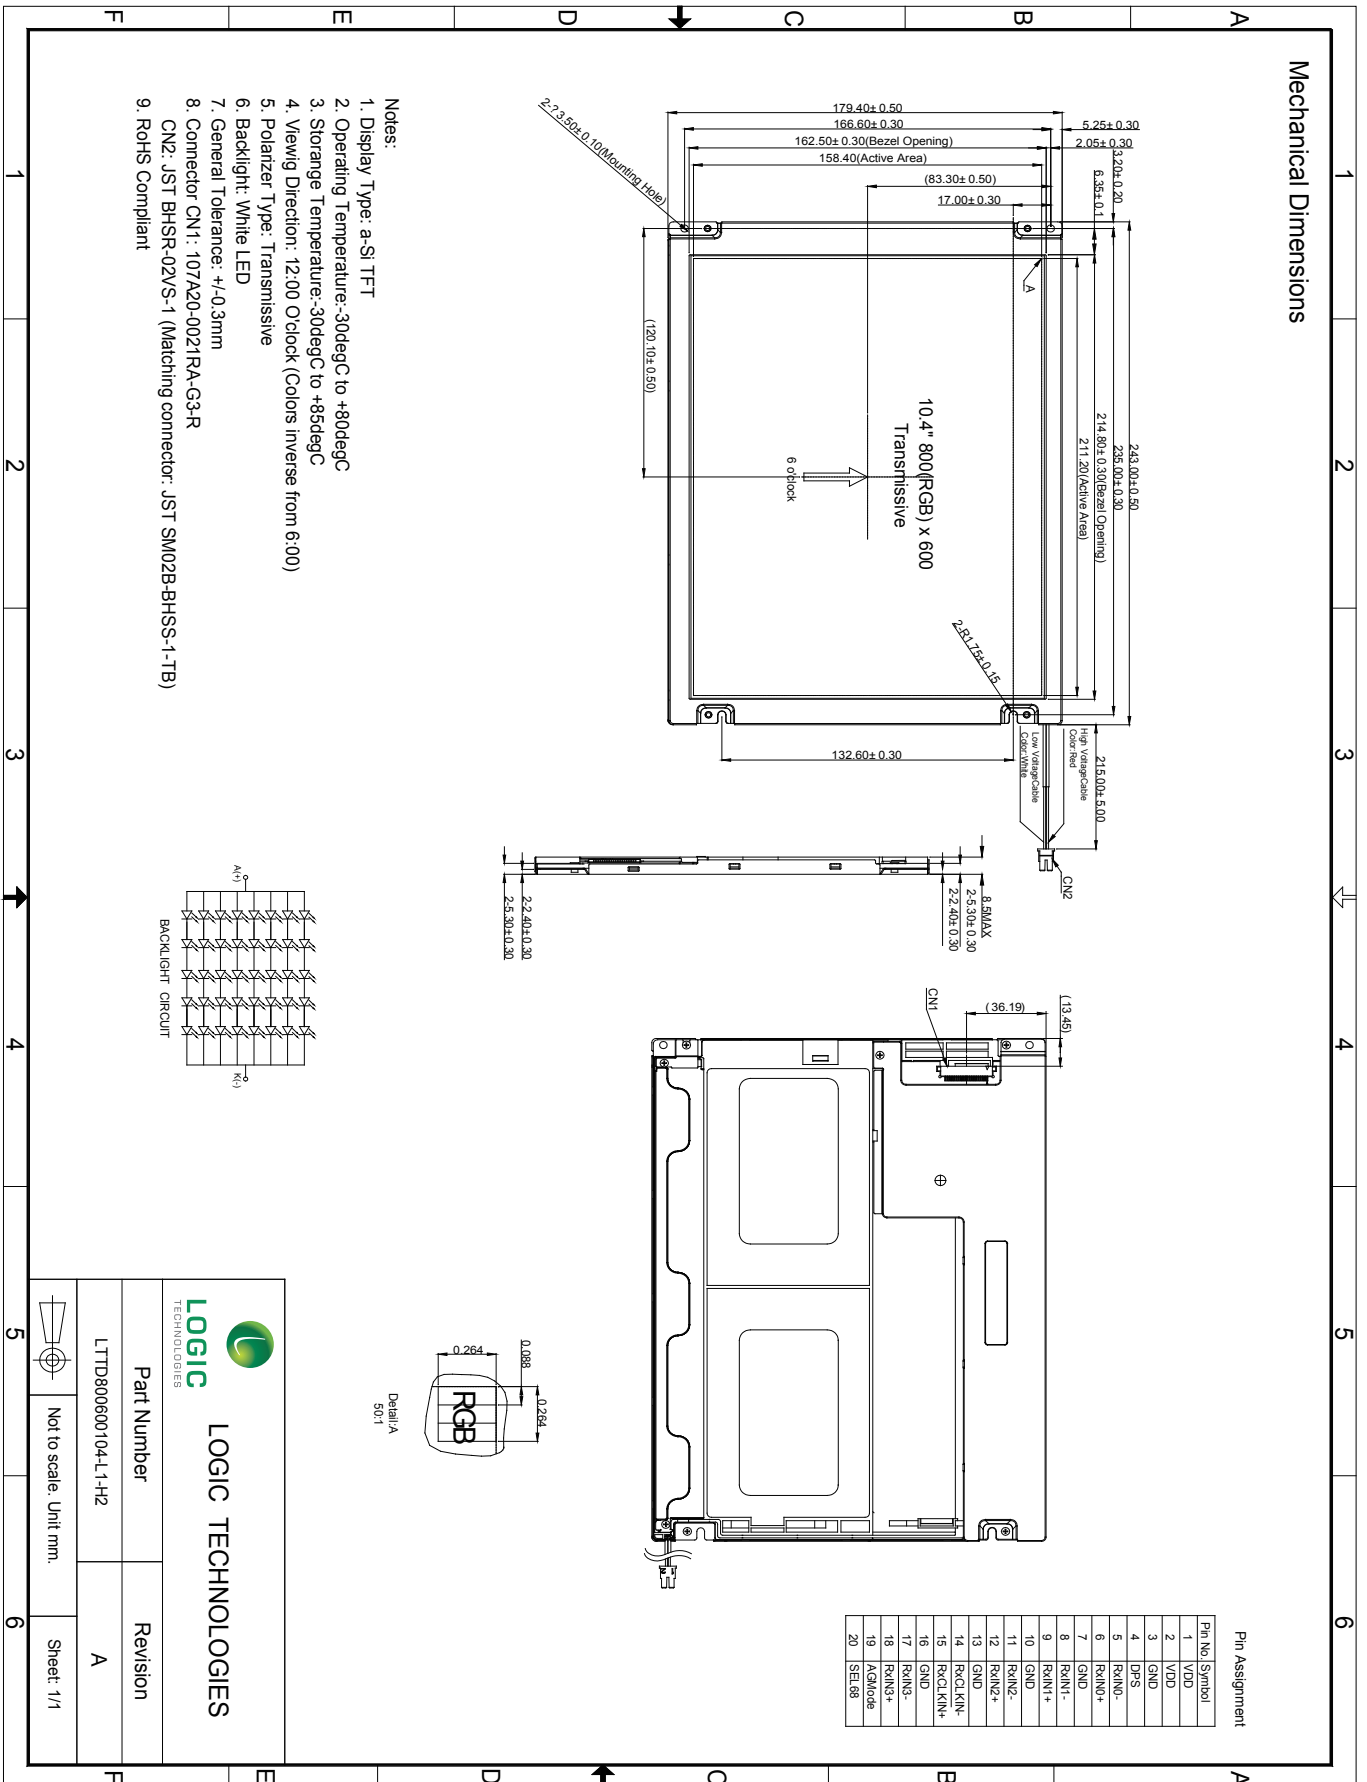 Mechanical Dimensions
1
2
3
4
5
6
A
B
C
D
E
F
243.00±0.50
235.00±0.30
214.80±0.30(Bezel Opening)
211.20(Active Area)
3.20±0.20
6.35±0.1
5.25±0.30
2.05±0.30
179.40±0.50
166.60±0.30
162.50±0.30(Bezel Opening)
158.40(Active Area)
(83.30±0.50)
17.00±0.30
2-?3.50±0.10(Mounting Hole)
(120.10±0.50)
A
10.4" 800(RGB) x 600
Transmissive
6 o'clock
2-R1.75±0.15
132.60±0.30
215.00±5.00
High VoltageCable
Color:Red
Low VoltageCable
Color:White
CN2
8.5MAX
2-5.30±0.30
2-2.40±0.30
2-2.40±0.30
2-5.30±0.30
(13.45)
(36.19)
CN1
Pin Assignment
Pin No. Symbol
1 VDD
2 VDD
3 GND
4 DPS
5 RxIN0-
6 RxIN0+
7 GND
8 RxIN1-
9 RxIN1+
10 GND
11 RxIN2-
12 RxIN2+
13 GND
14 RxCLKIN-
15 RxCLKIN+
16 GND
17 RxIN3-
18 RxIN3+
19 AGMode
20 SEL68
Notes:
1. Display Type: a-Si TFT
2. Operating Temperature:-30degC to +80degC
3. Storange Temperature:-30degC to +85degC
4. Viewig Direction: 12:00 O'clock (Colors inverse from 6:00)
5. Polarizer Type: Transmissive
6. Backlight: White LED
7. General Tolerance: +/-0.3mm
8. Connector CN1: 107A20-0021RA-G3-R
CN2: JST BHSR-02VS-1 (Matching connector: JST SM02B-BHSS-1-TB)
9. RoHS Compliant
A(+)
K(-)
BACKLIGHT CIRCUIT
0.088
0.264
0.264
RGB
Detail:A
50:1
LOGIC
TECHNOLOGIES
LOGIC TECHNOLOGIES
Part Number
Revision
LTTD800600104-L1-H2
A
Not to scale. Unit mm.
Sheet: 1/1
1
2
3
4
5
6
A
B
C
D
E
F